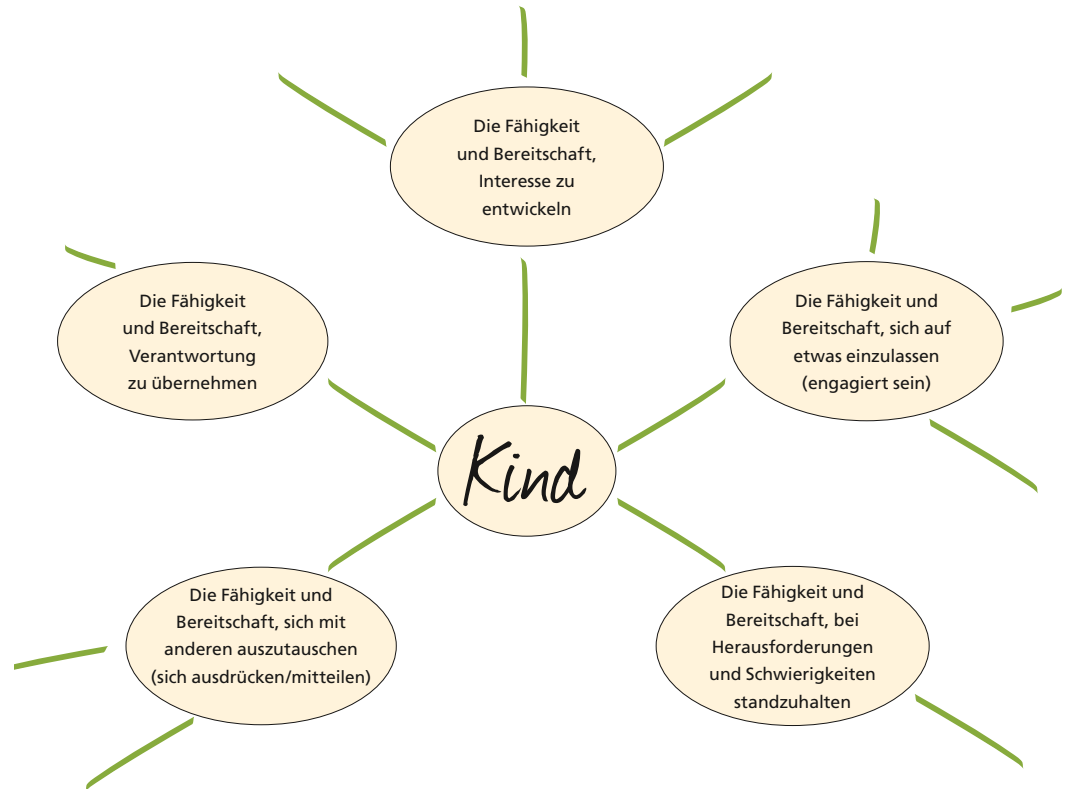 Die Fähigkeit
und Bereitschaft,
Interesse zu
entwickeln
Die Fähigkeit
und Bereitschaft,
Verantwortung
zu übernehmen
Die Fähigkeit und
Bereitschaft, sich auf
etwas einzulassen
(engagiert sein)
Kind
Die Fähigkeit und
Bereitschaft, sich mit
anderen auszutauschen
(sich ausdrücken/mitteilen)
Die Fähigkeit und
Bereitschaft, bei
Herausforderungen
und Schwierigkeiten
standzuhalten